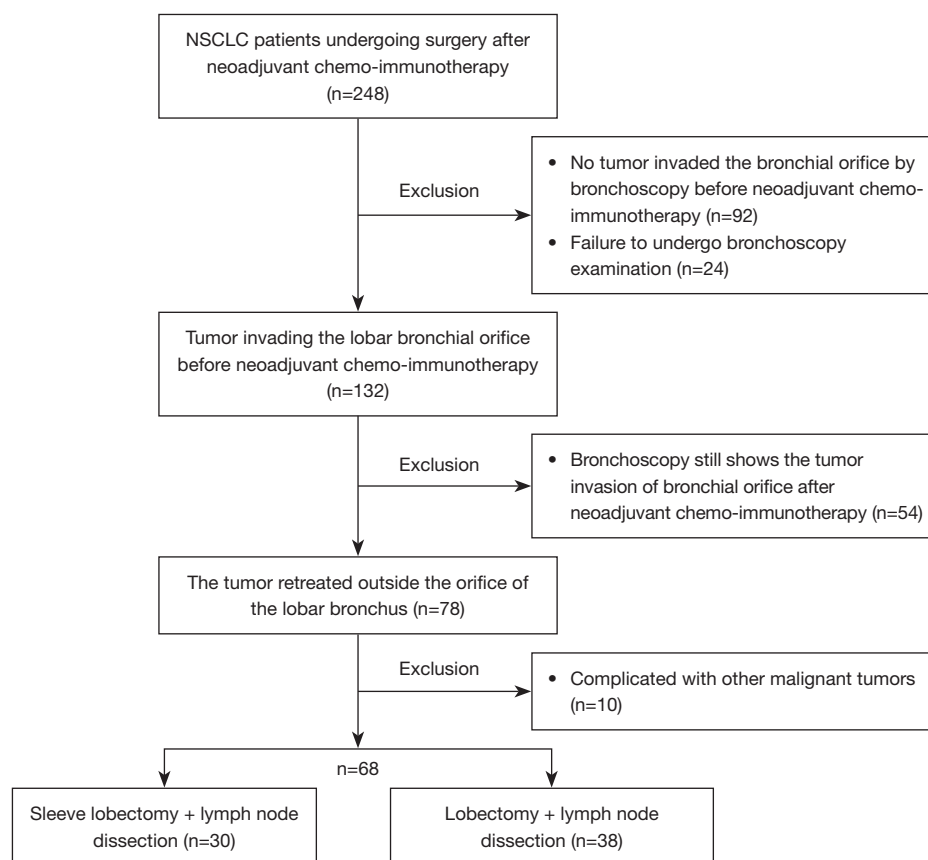 NSCLC patients undergoing surgery after
neoadjuvant chemo-immunotherapy
(n=248)
Exclusion
• No tumor invaded the bronchial orifice by
bronchoscopy before neoadjuvant chemo-
immunotherapy (n=92)
• Failure to undergo bronchoscopy
examination (n=24)
Tumor invading the lobar bronchial orifice
before neoadjuvant chemo-immunotherapy
(n=132)
Exclusion
• Bronchoscopy still shows the tumor
invasion of bronchial orifice after
neoadjuvant chemo-immunotherapy (n=54)
The tumor retreated outside the orifice of
the lobar bronchus (n=78)
Exclusion
• Complicated with other malignant tumors
(n=10)
n=68
Sleeve lobectomy + lymph node
dissection (n=30)
Lobectomy + lymph node
dissection (n=38)